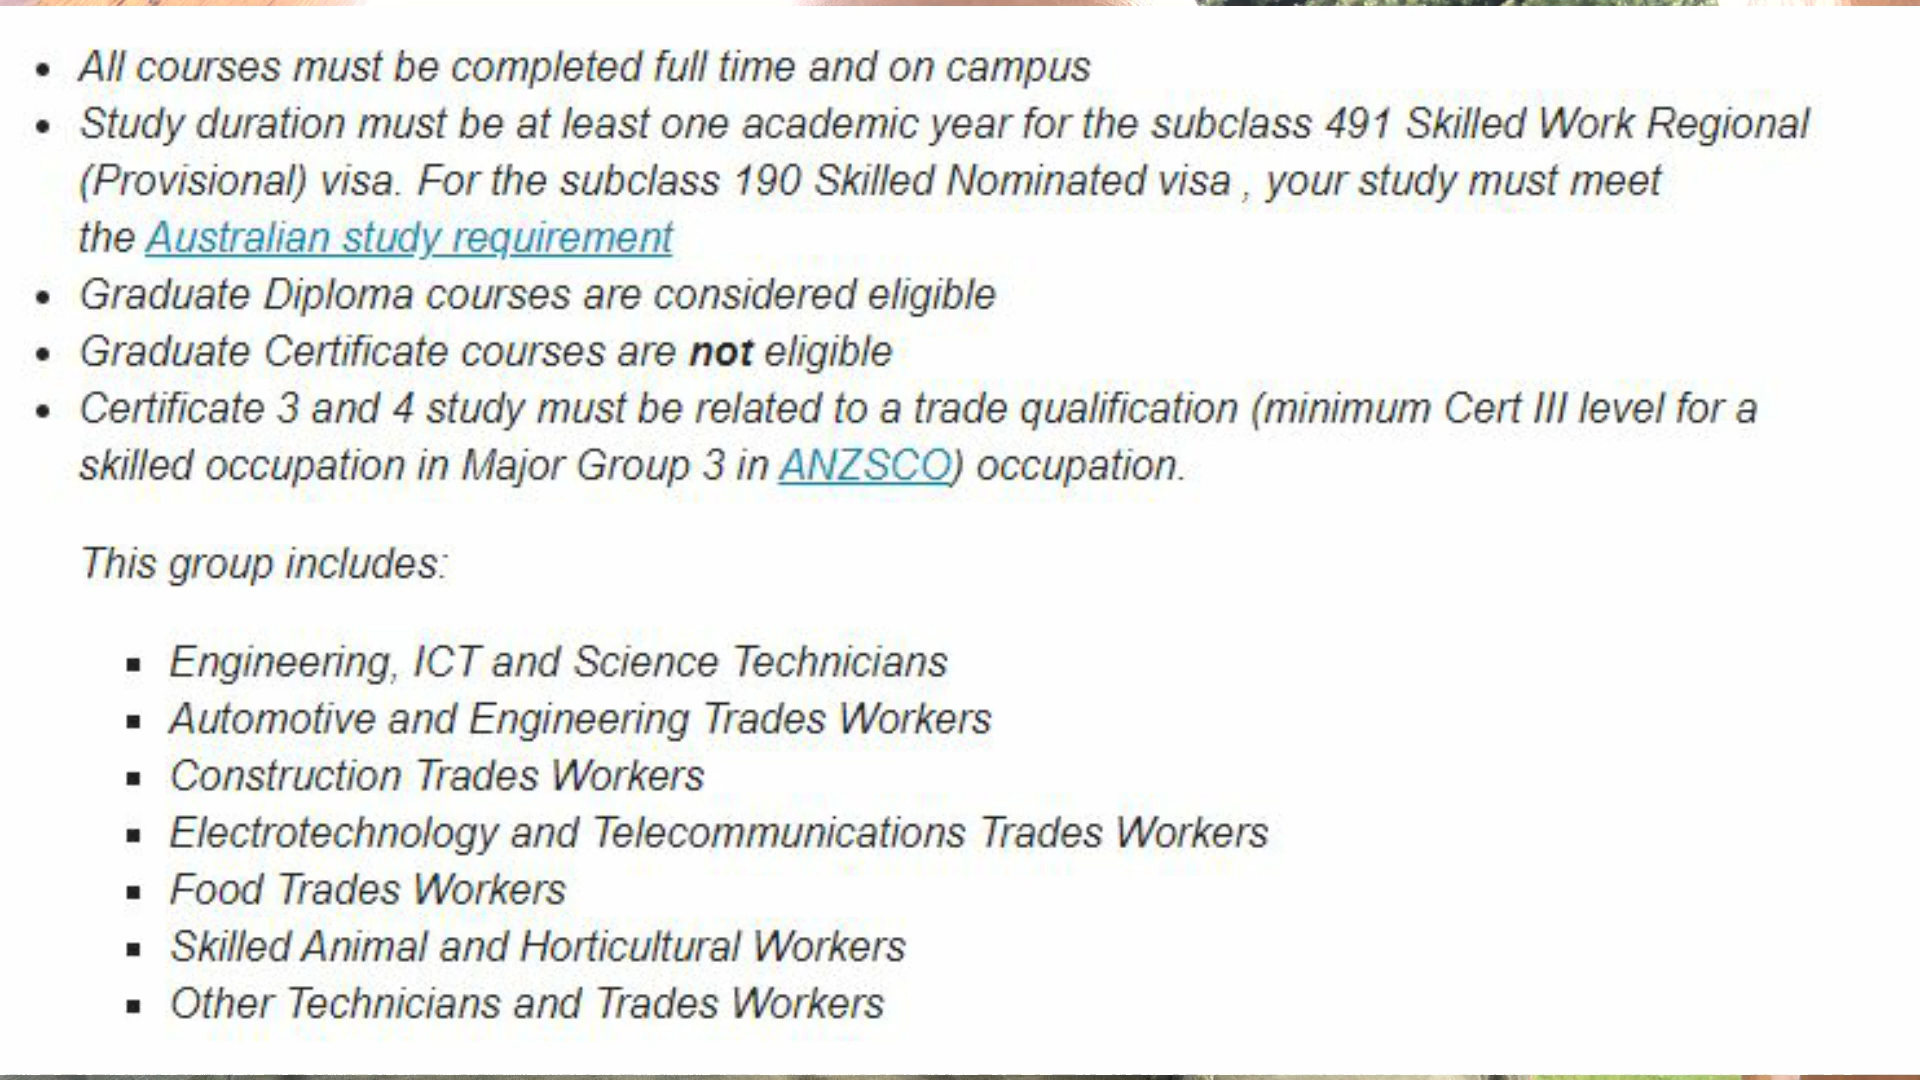 All courses must be completed full time and on campus
Study duration must be at least one academic year for the subclass 491 Skilled Work Regional
(Provisional) visa. For the subclass 190 Skilled Nominated visa , your study must meet
the Australian study requirement
Graduate Diploma courses are considered eligible
Graduate Certificate courses are not eligible
Certificate 3 and 4 study must be related to a trade qualification (minimum Cert III level for a
skilled occupation in Major Group 3 in ANZSCO) occupation.
This group includes:
Engineering, ICT and Science Technicians
Automotive and Engineering Trades Workers
Construction Trades Workers
Electrotechnology and Telecommunications Trades Workers
Food Trades Workers
Skilled Animal and Horticultural Workers
Other Technicians and Trades Workers